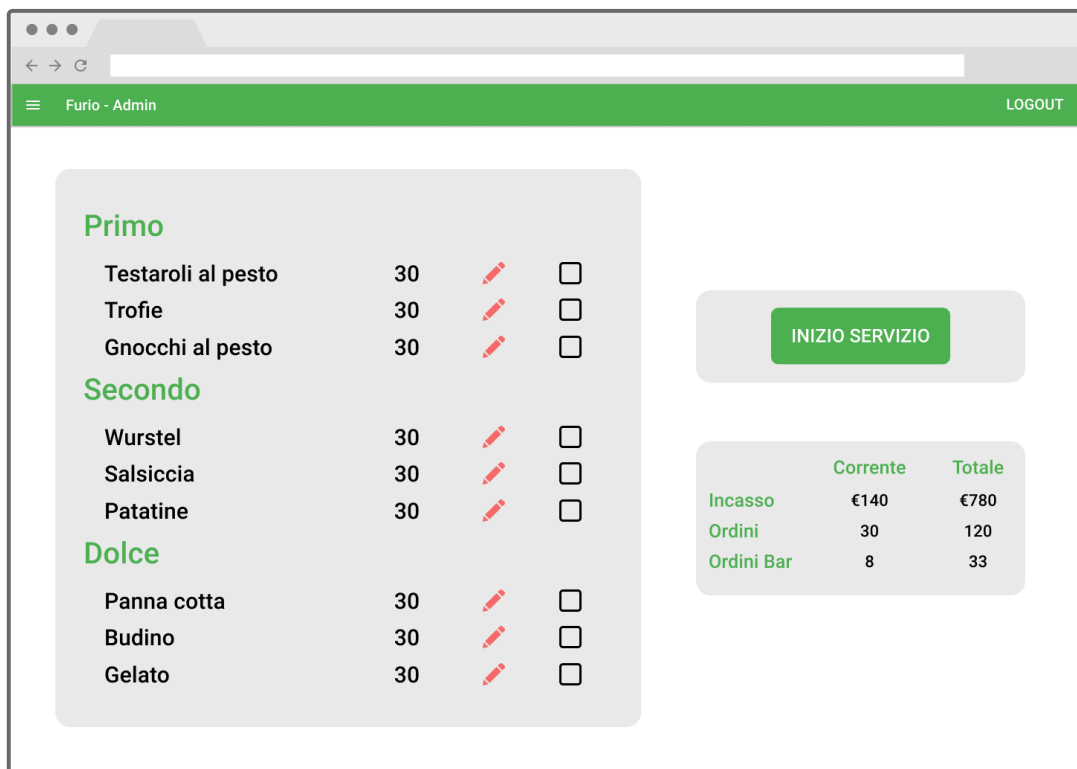 Furio - Admin LOGOUT
Primo
Testaroli al pesto 30
Trofie 30
Gnocchi al pesto 30
Secondo
Wurstel 30
Salsiccia 30
Patatine 30
Dolce
Panna cotta 30
Budino 30
Gelato 30
INIZIO SERVIZIO
Corrente Totale
Incasso €140 €780
Ordini 30 120
Ordini Bar 8 33